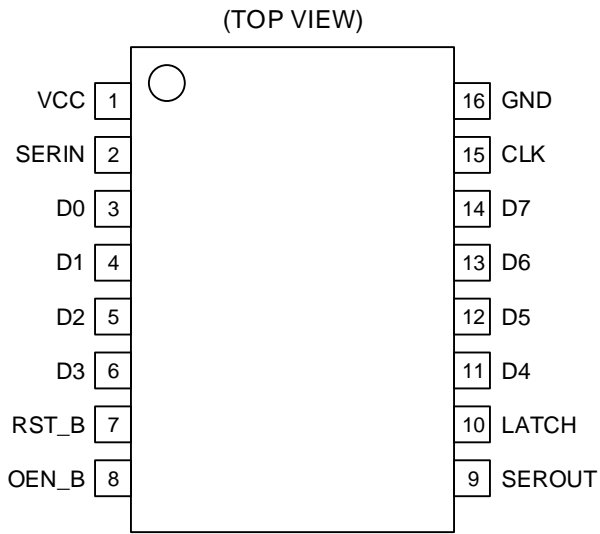 (TOP VIEW)
VCC 1 16 GND
SERIN 2 15 CLK
D0 3 14 D7
D1 4 13 D6
D2 5 12 D5
D3 6 11 D4
RST_B 7 10 LATCH
OEN_B 8 9 SEROUT